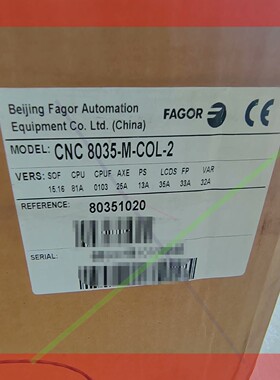 Beijing Fagor Automation
Equipment Co. Ltd. (China)
FAGOR
CE
MODEL: CNC 8035-M-COL-2
VERS: SOF CPU CPUF AXE PS LCDS FP VAR
15.16 81A 0103 25A 13A 35A 33A 32A
REFERENCE: 80351020
SERIAL: